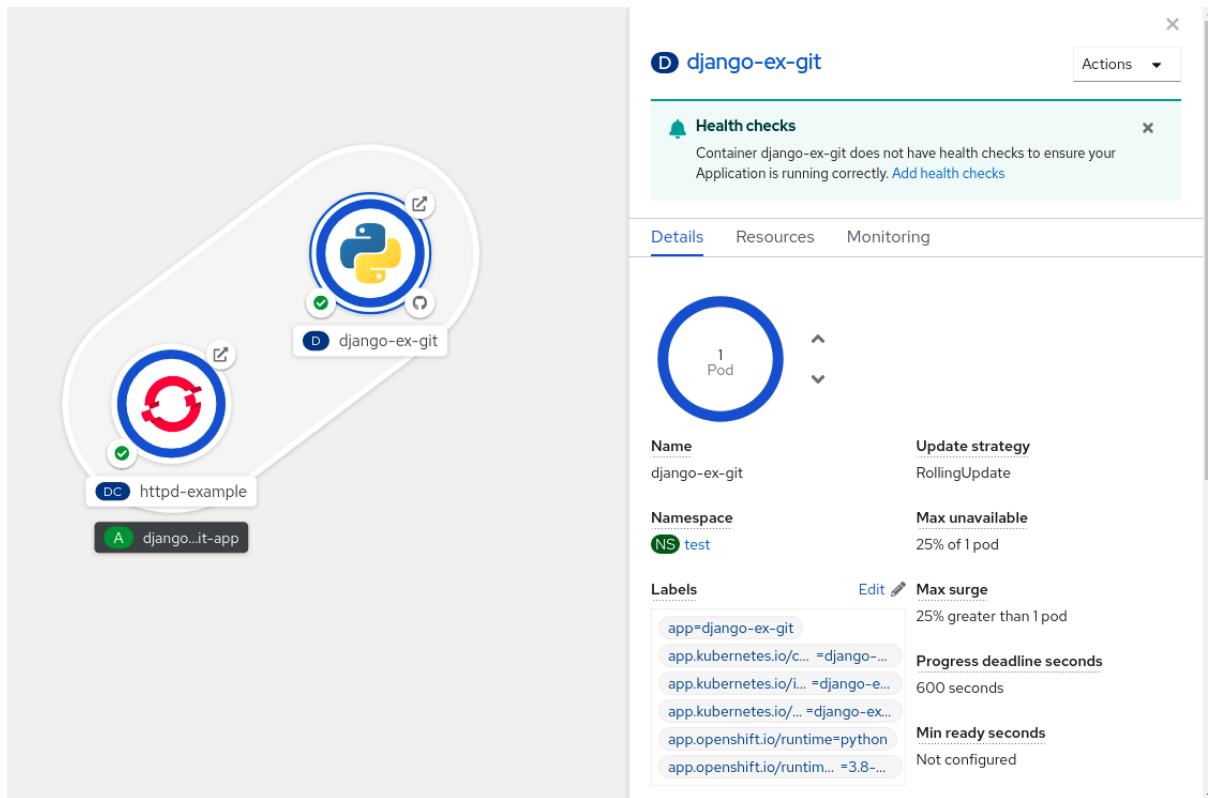 D django-ex-git
DC httpd-example
A django...it-app
D django-ex-git
Actions
Health checks
Container django-ex-git does not have health checks to ensure your
Application is running correctly. Add health checks
Details Resources Monitoring
1
Pod
Name
django-ex-git
Namespace
NS test
Labels
Edit
app=django-ex-git
app.kubernetes.io/c... =django-...
app.kubernetes.io/i... =django-e...
app.kubernetes.io/... =django-ex...
app.openshift.io/runtime=python
app.openshift.io/runtim... =3.8-...
Update strategy
RollingUpdate
Max unavailable
25% of 1 pod
Max surge
25% greater than 1 pod
Progress deadline seconds
600 seconds
Min ready seconds
Not configured